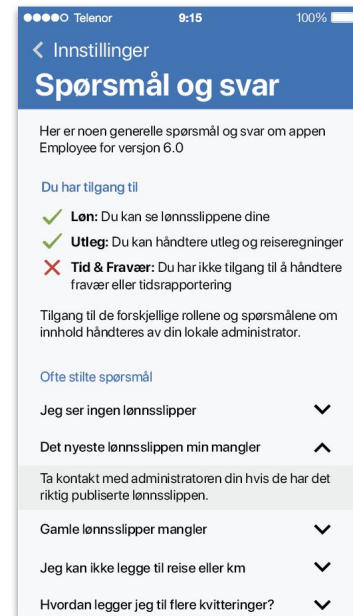 Telenor 9:15 100%
Innstillinger
Spørsmål og svar
Her er noen generelle spørsmål og svar om appen
Employee for versjon 6.0
Du har tilgang til
Løn: Du kan se lønnsslippene dine
Utleg: Du kan håndtere utleg og reiseregninger
Tid & Fravær: Du har ikke tilgang til å håndtere
fravær eller tidsrapportering
Tilgang til de forskjellige rollene og spørsmålene om
innhold håndteres av din lokale administrator.
Ofte stilte spørsmål
Jeg ser ingen lønnsslipper
Det nyeste lønnsslippen min mangler
Ta kontakt med administratoren din hvis de har det
riktig publiserte lønnsslippen.
Gamle lønnsslipper mangler
Jeg kan ikke legge til reise eller km
Hvordan legger jeg til flere kvitteringer?